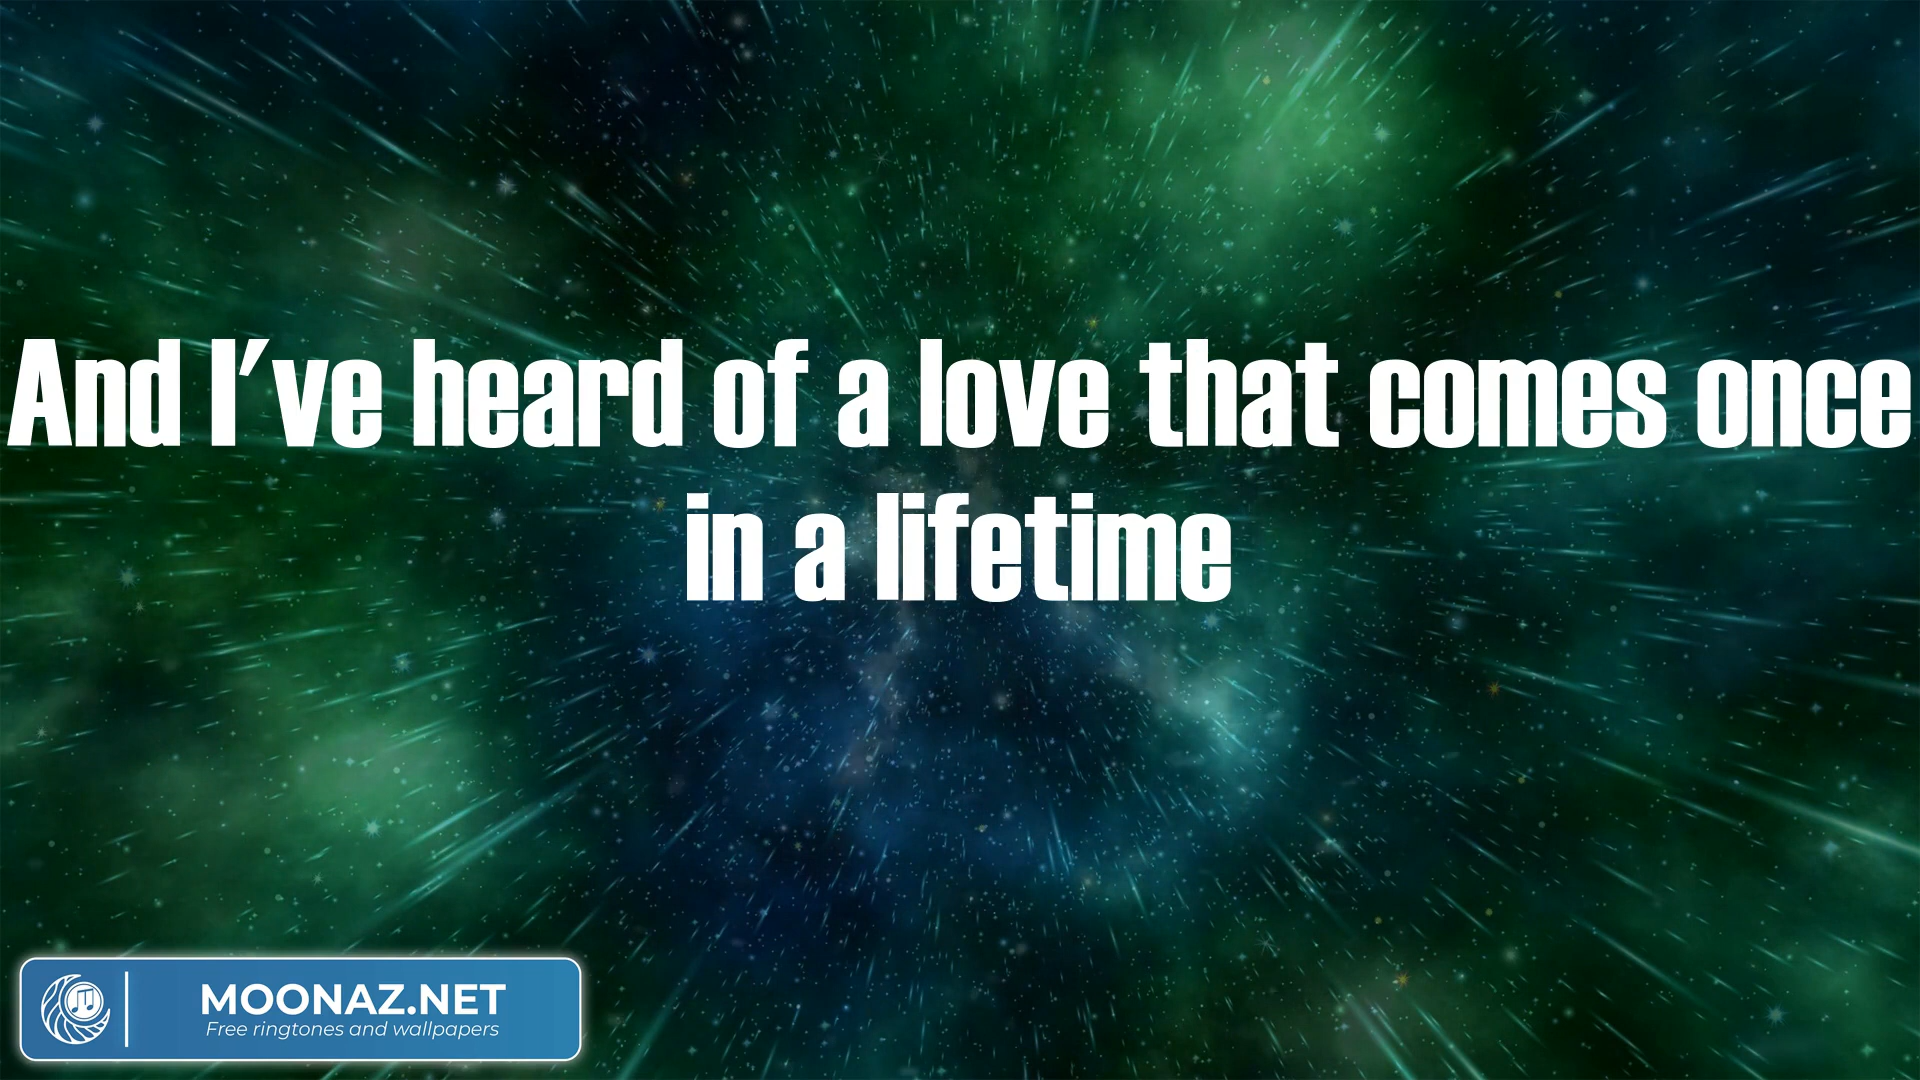 And I've heard of a love that comes once
in a lifetime
MOONAZ.NET
Free ringtones and wallpapers